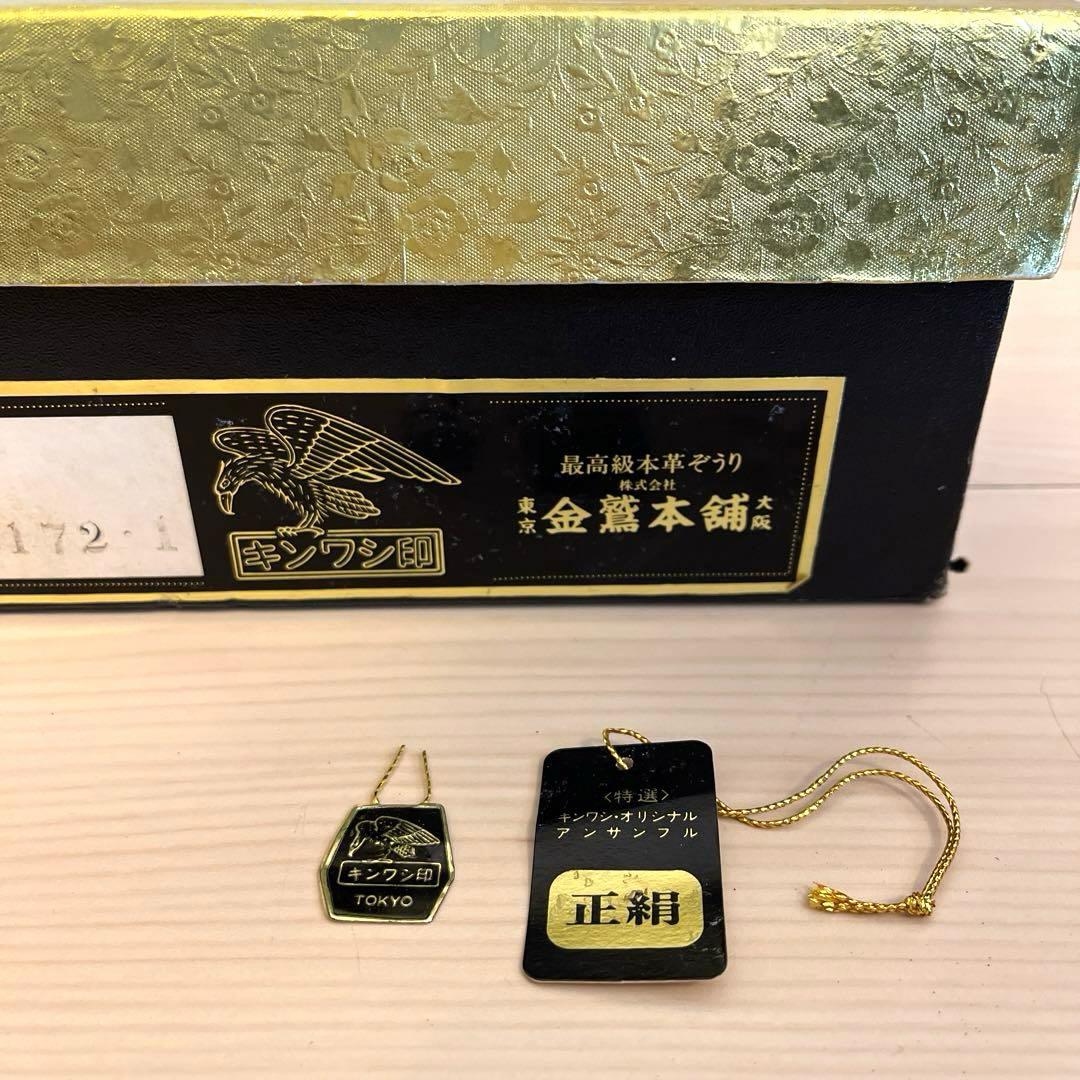 172・1
キンワシ印
最高級本革ぞうり
株式会社
東京 金鷲本舗 大阪
キンワシ印
TOKYO
〈特選〉
キンワシ・オリジナル
アンサンブル
正絹